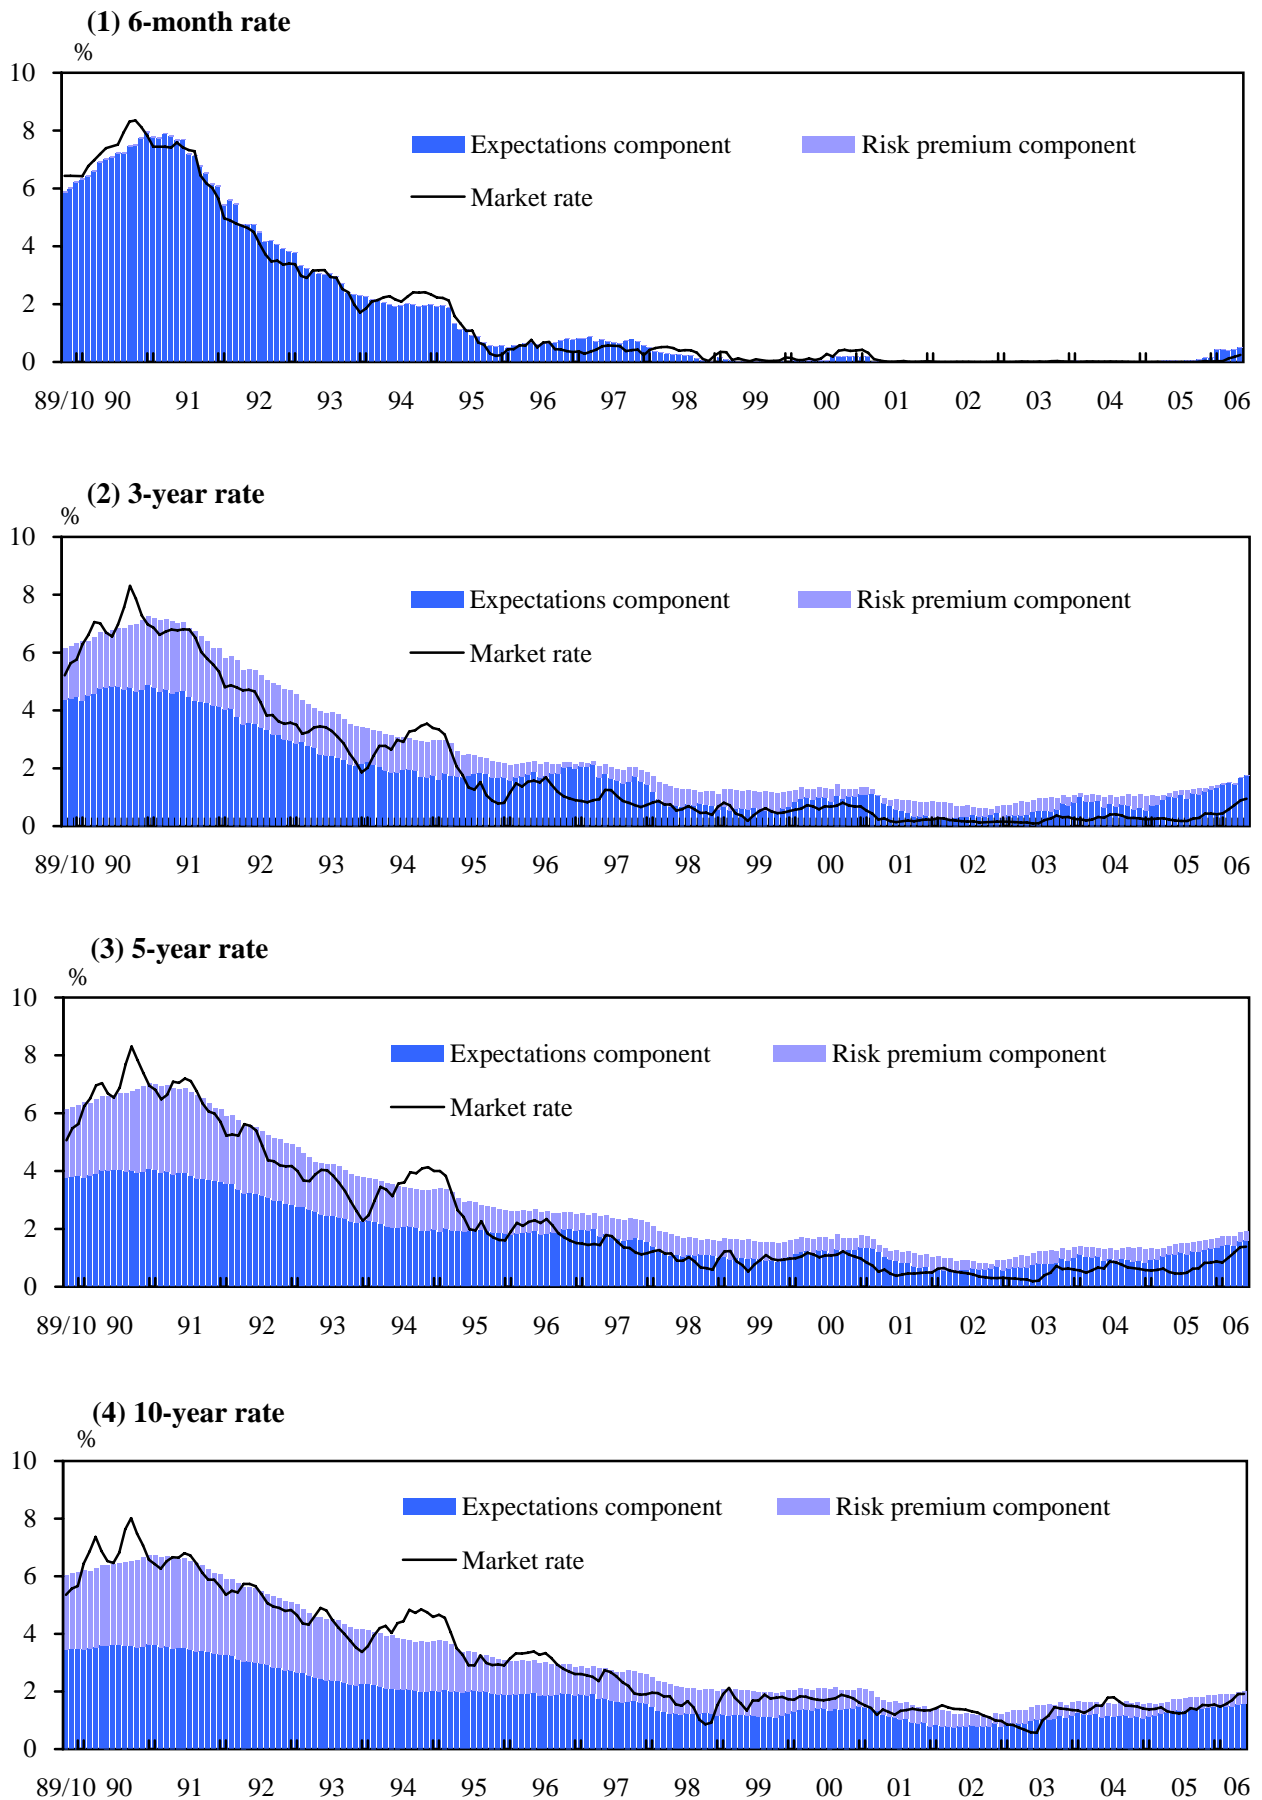 (1) 6-month rate
%
10
8
Expectations component Risk premium component
6
Market rate
4
2
0
89/10 90 91 92 93 94 95 96 97 98 99 00 01 02 03 04 05 06
(2) 3-year rate
%
10
8
Expectations component Risk premium component
6
Market rate
4
2
0
89/10 90 91 92 93 94 95 96 97 98 99 00 01 02 03 04 05 06
(3) 5-year rate
%
10
8
Expectations component Risk premium component
6
Market rate
4
2
0
89/10 90 91 92 93 94 95 96 97 98 99 00 01 02 03 04 05 06
(4) 10-year rate
%
10
8
Expectations component Risk premium component
6
Market rate
4
2
0
89/10 90 91 92 93 94 95 96 97 98 99 00 01 02 03 04 05 06